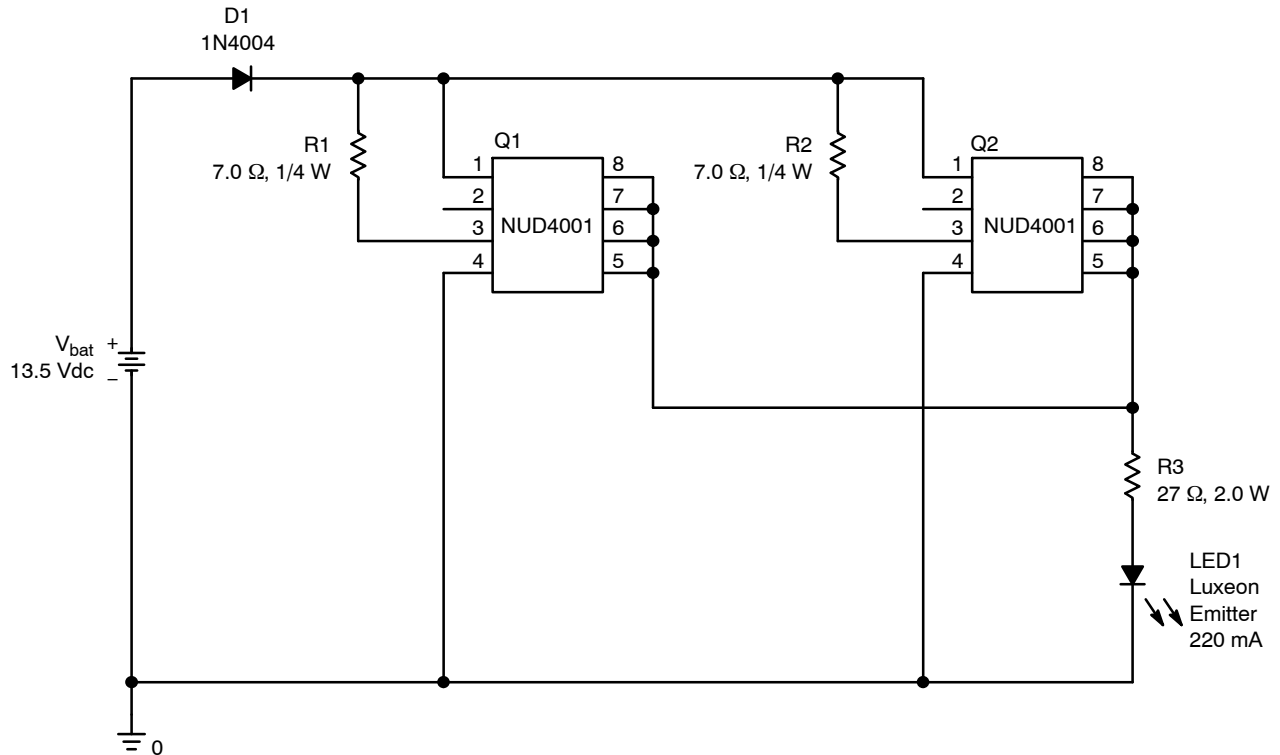 D1
1N4004
R1
7.0 Ω, 1/4 W
Q1
1
2
3
4
NUD4001
8
7
6
5
R2
7.0 Ω, 1/4 W
Q2
1
2
3
4
NUD4001
8
7
6
5
Vbat
13.5 Vdc
+
–
R3
27 Ω, 2.0 W
LED1
Luxeon
Emitter
220 mA
0